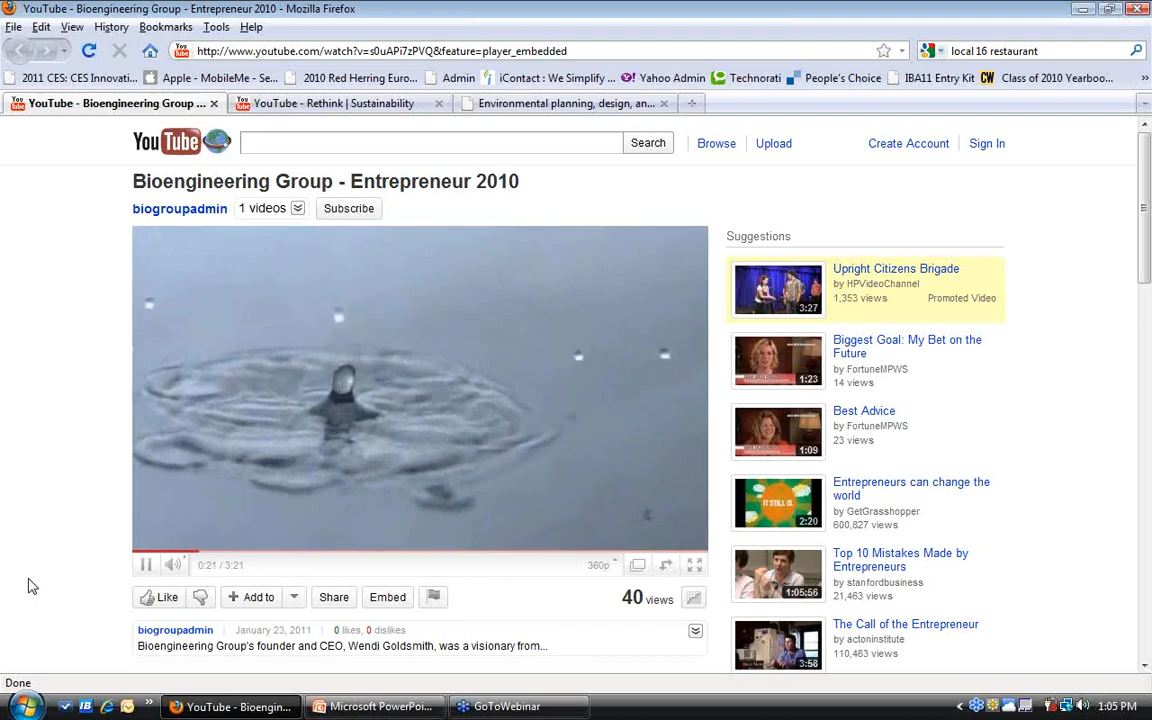 YouTube - Bioengineering Group - Entrepreneur 2010 - Mozilla Firefox
File Edit View History Bookmarks Tools Help
http://www.youtube.com/watch?v=s0uAPi7zPVQ&feature=player_embedded
local 16 restaurant
2011 CES: CES Innovati... Apple - MobileMe - Se... 2010 Red Herring Euro... Admin iContact : We Simplify ... Yahoo Admin Technorati People's Choice IBA11 Entry Kit CW Class of 2010 Yearboo... »
YouTube - Bioengineering Group ... YouTube - Rethink | Sustainability Environmental planning, design, an...
YouTube Search Browse Upload Create Account Sign In
Bioengineering Group - Entrepreneur 2010
biogroupadmin 1 videos Subscribe
Suggestions
Upright Citizens Brigade
by HPVideoChannel
1,353 views Promoted Video
3:27
Biggest Goal: My Bet on the
Future
by FortuneMPWS
14 views
1:23
Best Advice
by FortuneMPWS
23 views
1:09
Entrepreneurs can change the
world
by GetGrasshopper
600,827 views
IT STILL IS.
2:20
Top 10 Mistakes Made by
Entrepreneurs
by stanfordbusiness
21,463 views
1:05:56
The Call of the Entrepreneur
by actoninstitute
110,463 views
3:58
0:21 / 3:21 360p
Like Add to Share Embed 40 views
biogroupadmin | January 23, 2011 | 0 likes, 0 dislikes
Bioengineering Group's founder and CEO, Wendi Goldsmith, was a visionary from...
Done
YouTube - Bioengin... Microsoft PowerPoi... GoToWebinar 1:05 PM